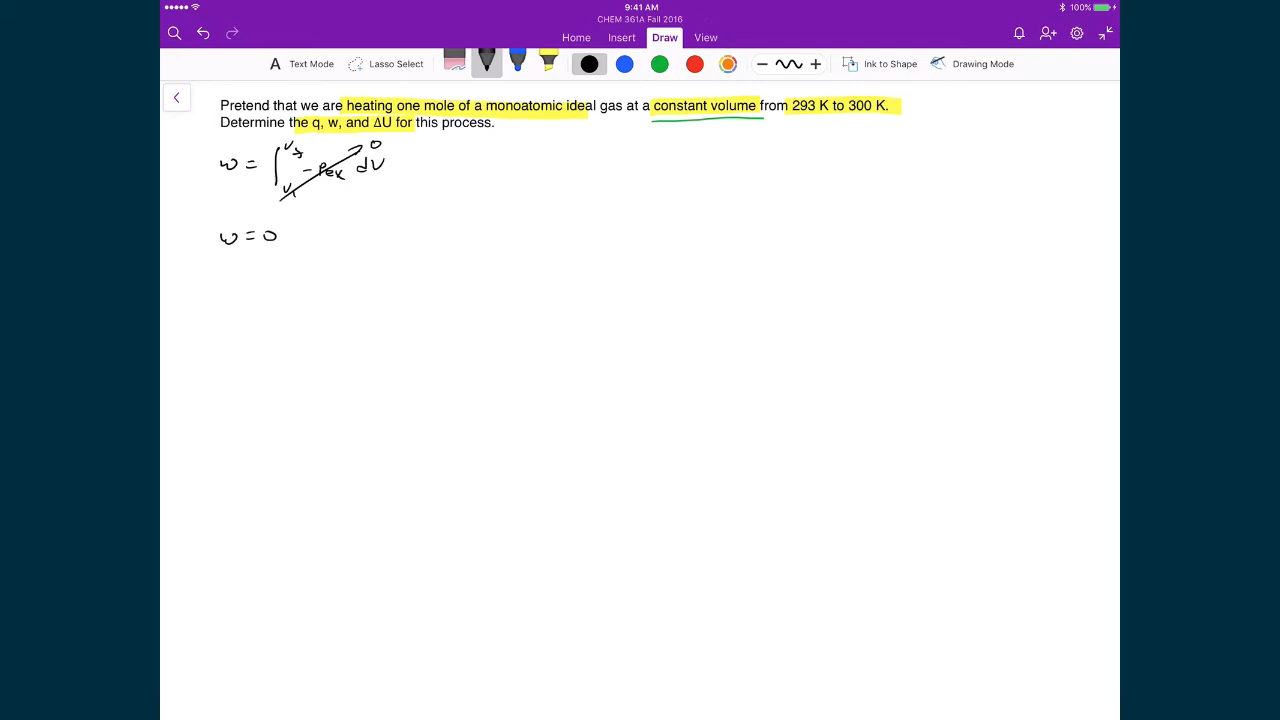 9:41 AM
100%
CHEM 361A Fall 2016
Home Insert Draw View
A Text Mode Lasso Select Ink to Shape Drawing Mode
Pretend that we are heating one mole of a monoatomic ideal gas at a constant volume from 293 K to 300 K.
Determine the q, w, and ΔU for this process.
w = ∫ - Pex dV 0
w = 0